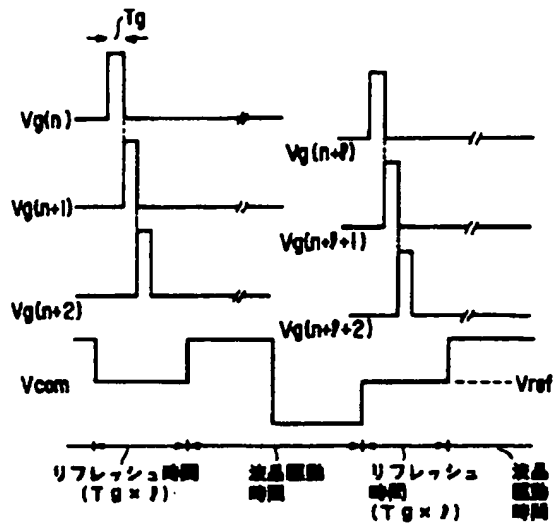 Tg
Vg(n)
Vg(n+1)
Vg(n+2)
Vg(n+ℓ)
Vg(n+ℓ+1)
Vg(n+ℓ+2)
Vcom
Vref
リフレッシュ時間
(Tg×ℓ)
液晶駆動
時間
リフレッシュ
時間
(Tg×ℓ)
液晶
駆動
時間